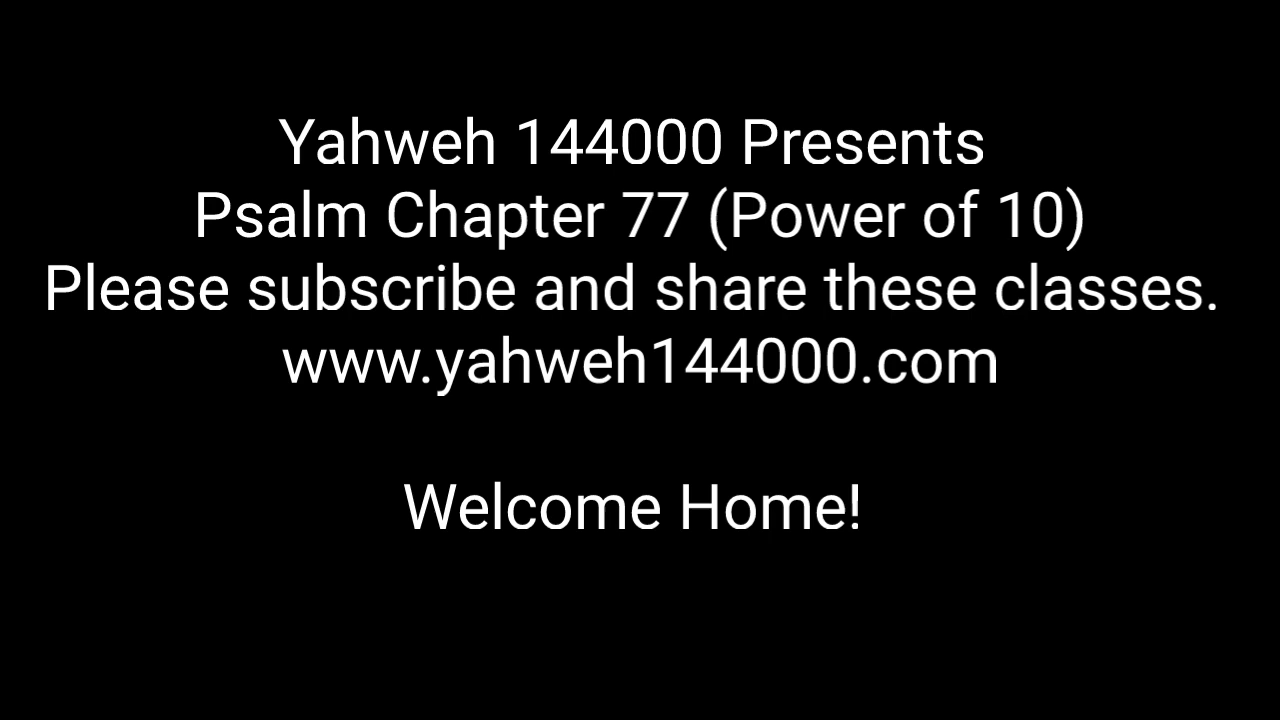 Yahweh 144000 Presents
Psalm Chapter 77 (Power of 10)
Please subscribe and share these classes.
www.yahweh144000.com
Welcome Home!